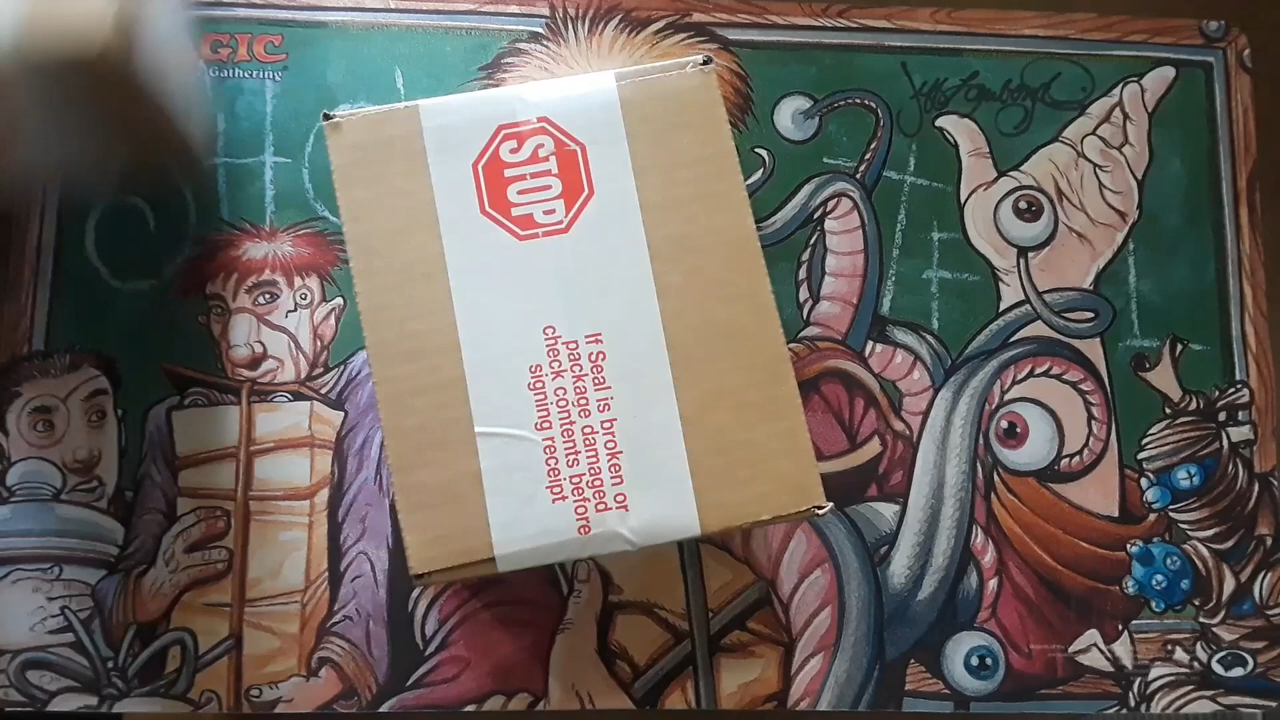 GIC
Gathering
STOP!
If Seal is broken or
package damaged
check contents before
signing receipt